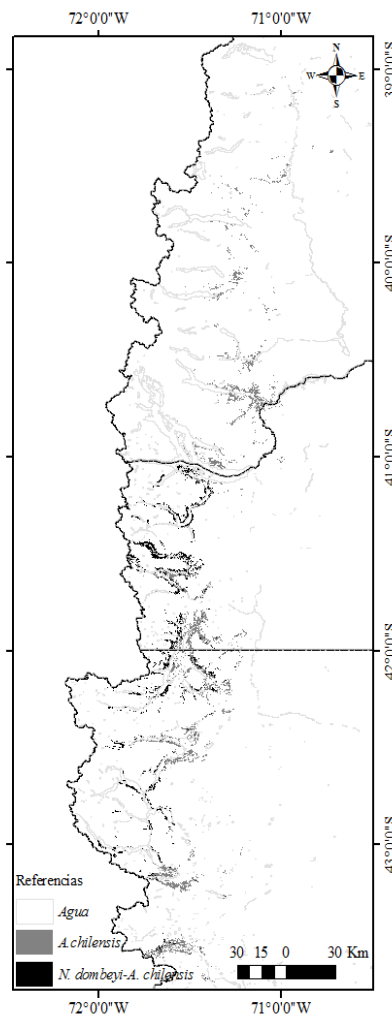 72°0'0"W 71°0'0"W
N
W E
S
39°0'0"S
40°0'0"S
41°0'0"S
42°0'0"S
43°0'0"S
Referencias
Agua
A.chilensis
N. dombeyi-A. chilensis
30 15 0 30 Km
72°0'0"W 71°0'0"W